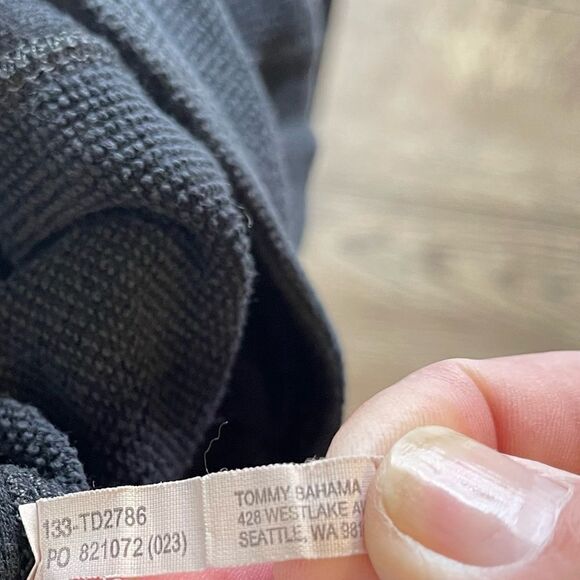 133-TD2786
PO 821072 (023)
TOMMY BAHAMA
428 WESTLAKE
SEATTLE, WA